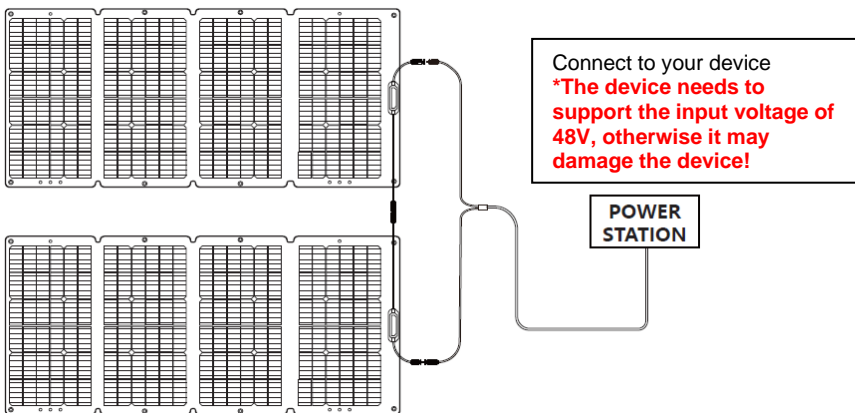 Connect to your device
*The device needs to
support the input voltage of
48V, otherwise it may
damage the device!
POWER
STATION